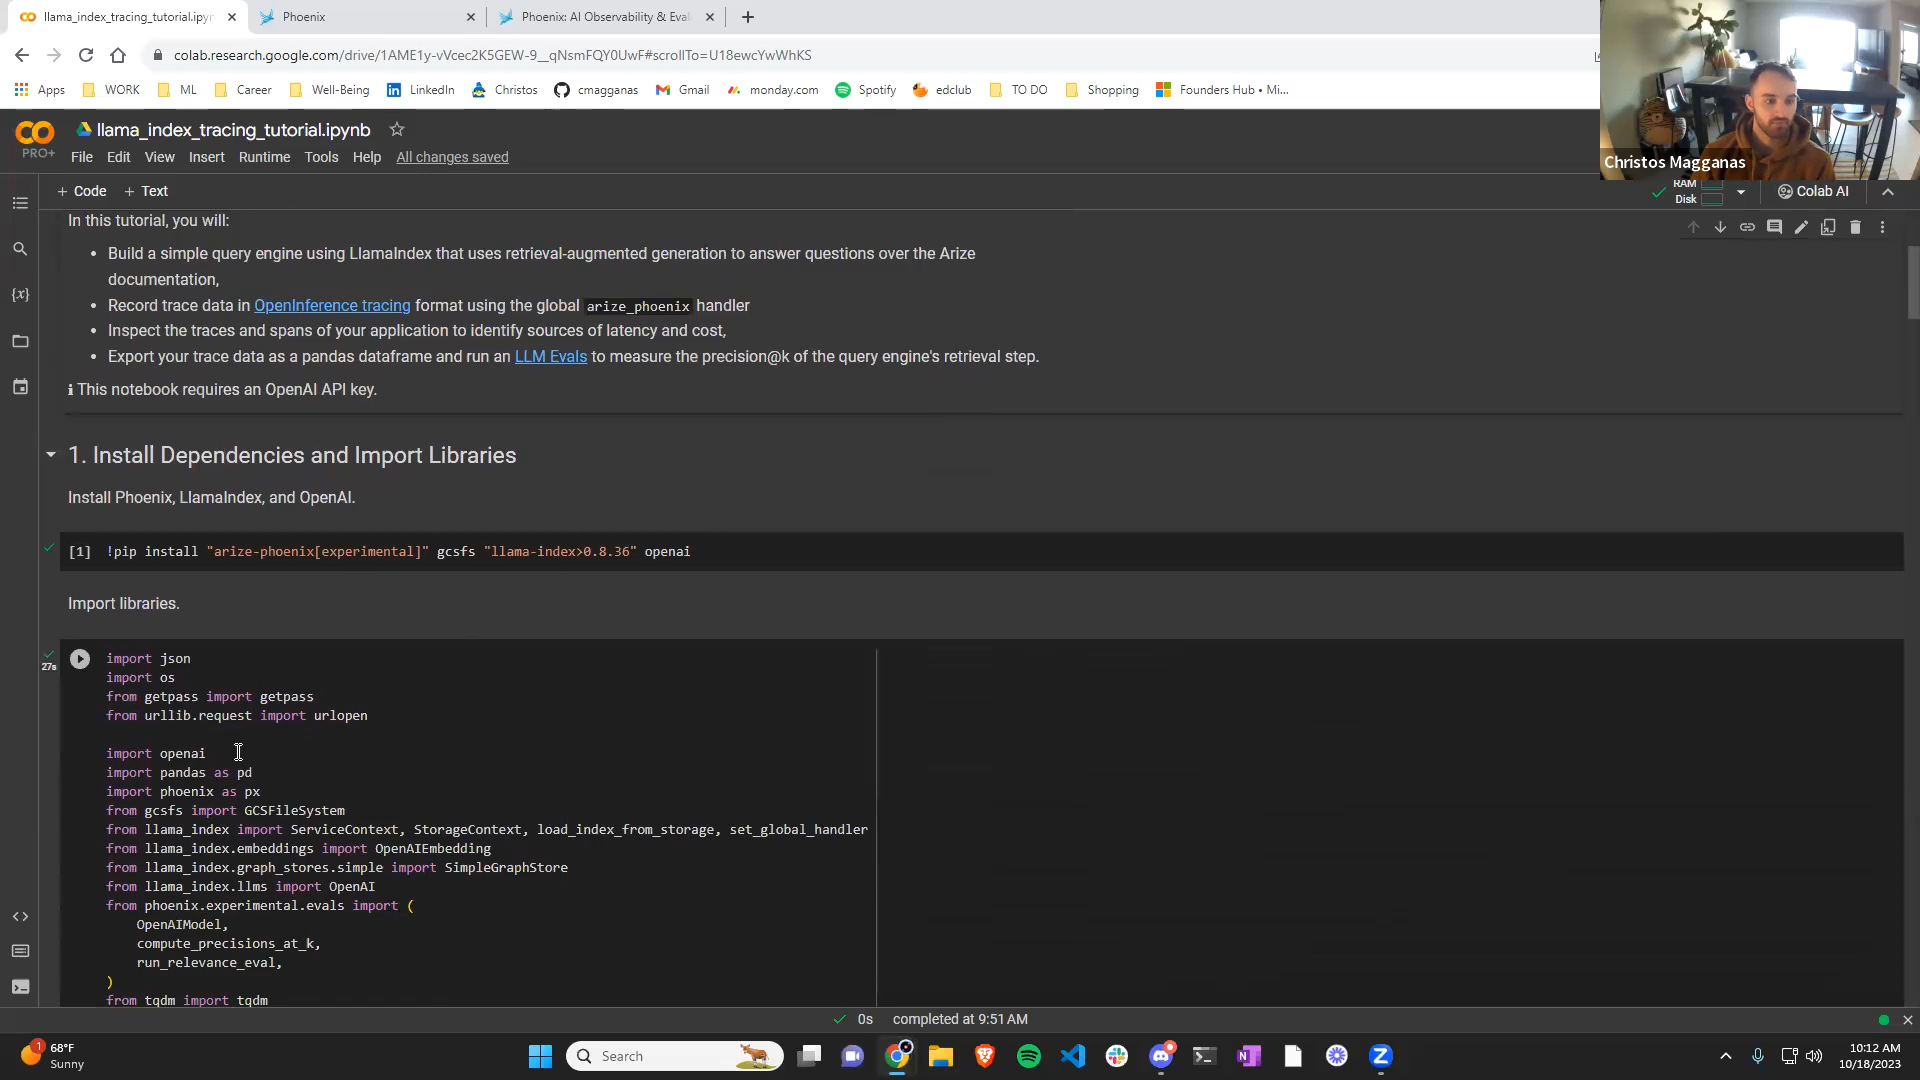 llama_index_tracing_tutorial.ipyn
Phoenix
Phoenix: AI Observability & Eval
colab.research.google.com/drive/1AME1y-vVcec2K5GEW-9__qNsmFQY0UwF#scrollTo=U18ewcYwWhKS
Apps
WORK
ML
Career
Well-Being
LinkedIn
Christos
cmagganas
Gmail
monday.com
Spotify
edclub
TO DO
Shopping
Founders Hub • Mi...
Christos Magganas
CO
PRO+
llama_index_tracing_tutorial.ipynb
File Edit View Insert Runtime Tools Help All changes saved
+ Code + Text
RAM
Disk
Colab AI
In this tutorial, you will:
• Build a simple query engine using LlamaIndex that uses retrieval-augmented generation to answer questions over the Arize
documentation,
• Record trace data in OpenInference tracing format using the global arize_phoenix handler
• Inspect the traces and spans of your application to identify sources of latency and cost,
• Export your trace data as a pandas dataframe and run an LLM Evals to measure the precision@k of the query engine's retrieval step.
ℹ This notebook requires an OpenAI API key.
1. Install Dependencies and Import Libraries
Install Phoenix, LlamaIndex, and OpenAI.
[1] !pip install "arize-phoenix[experimental]" gcsfs "llama-index>0.8.36" openai
Import libraries.
27s
import json
import os
from getpass import getpass
from urllib.request import urlopen
import openai
import pandas as pd
import phoenix as px
from gcsfs import GCSFileSystem
from llama_index import ServiceContext, StorageContext, load_index_from_storage, set_global_handler
from llama_index.embeddings import OpenAIEmbedding
from llama_index.graph_stores.simple import SimpleGraphStore
from llama_index.llms import OpenAI
from phoenix.experimental.evals import (
OpenAIModel,
compute_precisions_at_k,
run_relevance_eval,
)
from tqdm import tqdm
0s completed at 9:51 AM
1
68°F
Sunny
Search
10:12 AM
10/18/2023